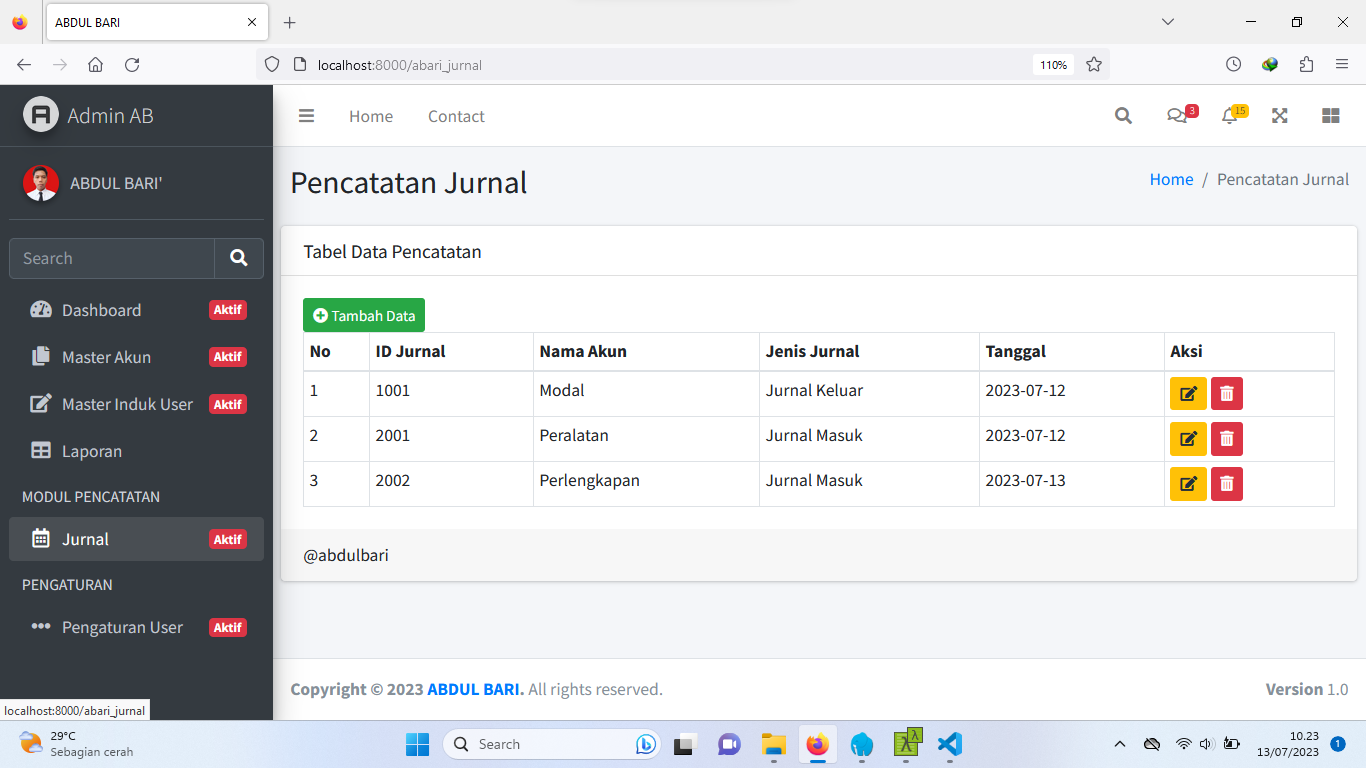 ABDUL BARI
localhost:8000/abari_jurnal
110%
Admin AB
Home
Contact
3
15
ABDUL BARI'
Pencatatan Jurnal
Home / Pencatatan Jurnal
Search
Tabel Data Pencatatan
Dashboard Aktif
Master Akun Aktif
Master Induk User Aktif
Laporan
MODUL PENCATATAN
Jurnal Aktif
PENGATURAN
Pengaturan User Aktif
Tambah Data
No ID Jurnal Nama Akun Jenis Jurnal Tanggal Aksi
1 1001 Modal Jurnal Keluar 2023-07-12
2 2001 Peralatan Jurnal Masuk 2023-07-12
3 2002 Perlengkapan Jurnal Masuk 2023-07-13
@abdulbari
Copyright © 2023 ABDUL BARI. All rights reserved.
Version 1.0
localhost:8000/abari_jurnal
29°C
Sebagian cerah
Search
10.23
13/07/2023
1